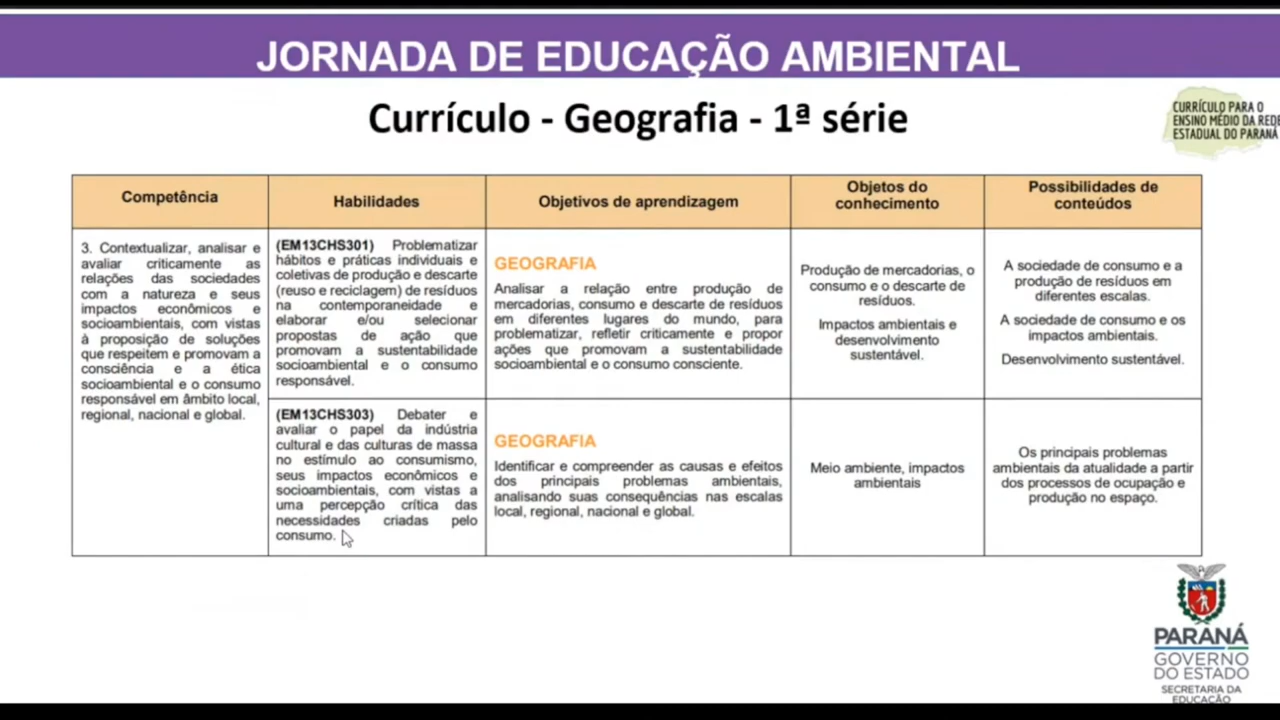 JORNADA DE EDUCAÇÃO AMBIENTAL
Currículo - Geografia - 1ª série
CURRÍCULO PARA O
ENSINO MÉDIO DA REDE
ESTADUAL DO PARANÁ
Competência
Habilidades
Objetivos de aprendizagem
Objetos do
conhecimento
Possibilidades de
conteúdos
3. Contextualizar, analisar e
avaliar criticamente as
relações das sociedades
com a natureza e seus
impactos econômicos e
socioambientais, com vistas
à proposição de soluções
que respeitem e promovam a
consciência e a ética
socioambiental e o consumo
responsável em âmbito local,
regional, nacional e global.
(EM13CHS301) Problematizar
hábitos e práticas individuais e
coletivas de produção e descarte
(reuso e reciclagem) de resíduos
na contemporaneidade e
elaborar e/ou selecionar
propostas de ação que
promovam a sustentabilidade
socioambiental e o consumo
responsável.
GEOGRAFIA
Analisar a relação entre produção de
mercadorias, consumo e descarte de resíduos
em diferentes lugares do mundo, para
problematizar, refletir criticamente e propor
ações que promovam a sustentabilidade
socioambiental e o consumo consciente.
Produção de mercadorias, o
consumo e o descarte de
resíduos.
Impactos ambientais e
desenvolvimento
sustentável.
A sociedade de consumo e a
produção de resíduos em
diferentes escalas.
A sociedade de consumo e os
impactos ambientais.
Desenvolvimento sustentável.
(EM13CHS303) Debater e
avaliar o papel da indústria
cultural e das culturas de massa
no estímulo ao consumismo,
seus impactos econômicos e
socioambientais, com vistas a
uma percepção crítica das
necessidades criadas pelo
consumo.
GEOGRAFIA
Identificar e compreender as causas e efeitos
dos principais problemas ambientais,
analisando suas consequências nas escalas
local, regional, nacional e global.
Meio ambiente, impactos
ambientais
Os principais problemas
ambientais da atualidade a partir
dos processos de ocupação e
produção no espaço.
PARANÁ
GOVERNO
DO ESTADO
SECRETARIA DA
EDUCAÇÃO